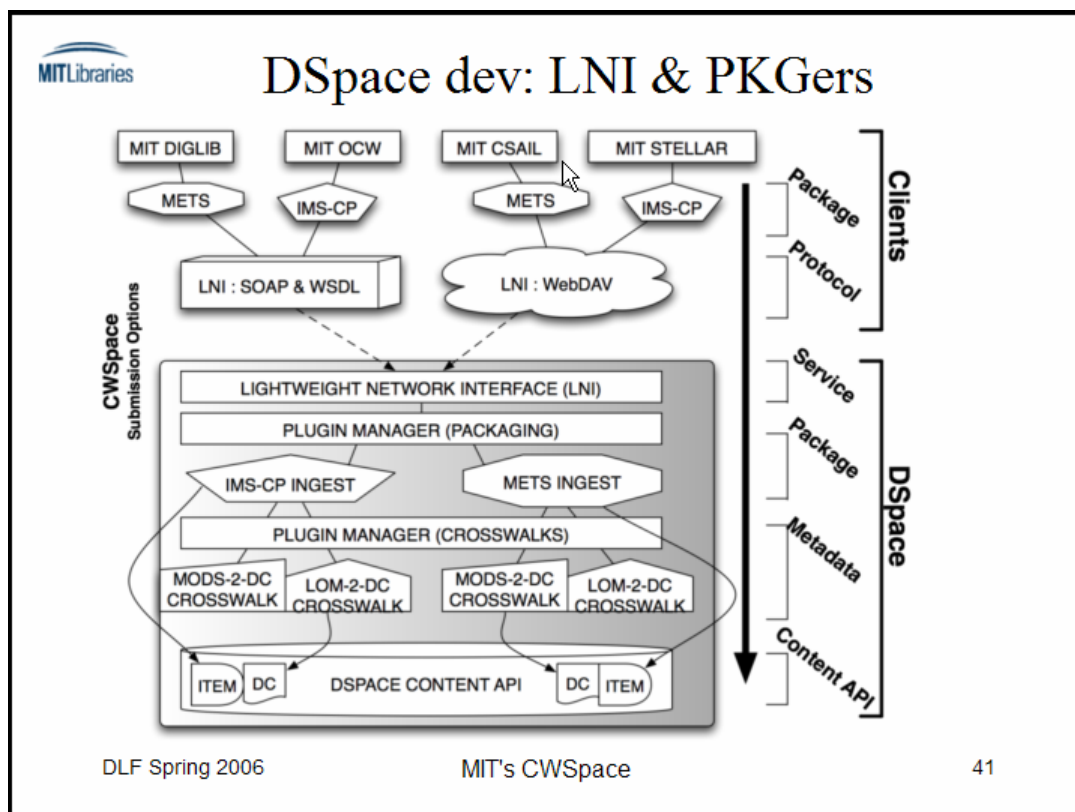 MITLibraries
DSpace dev: LNI & PKGers
MIT DIGLIB
MIT OCW
MIT CSAIL
MIT STELLAR
METS
IMS-CP
METS
IMS-CP
LNI : SOAP & WSDL
LNI : WebDAV
CWSpace
Submission Options
LIGHTWEIGHT NETWORK INTERFACE (LNI)
PLUGIN MANAGER (PACKAGING)
IMS-CP INGEST
METS INGEST
PLUGIN MANAGER (CROSSWALKS)
MODS-2-DC
CROSSWALK
LOM-2-DC
CROSSWALK
MODS-2-DC
CROSSWALK
LOM-2-DC
CROSSWALK
ITEM
DC
DSPACE CONTENT API
DC
ITEM
Package
Protocol
Clients
Service
Package
Metadata
Content API
DSpace
DLF Spring 2006
MIT's CWSpace
41